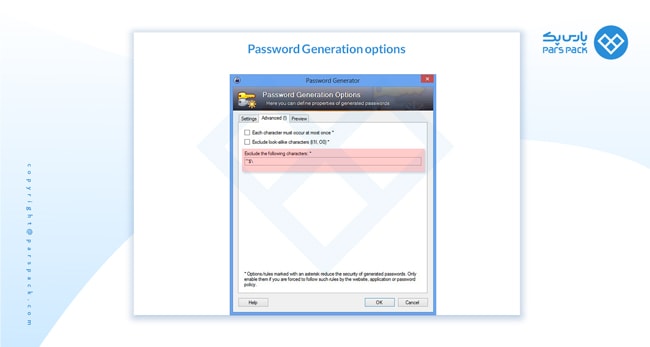 پارس پک
PARS PACK
Password Generation options
Password Generator
Password Generation Options
Here you can define properties of generated passwords.
Settings Advanced (!) Preview
Each character must occur at most once *
Exclude look-alike characters (l|1I, O0) *
Exclude the following characters: *
* Options/rules marked with an asterisk reduce the security of generated passwords. Only
enable them if you are forced to follow such rules by the website, application or password
policy.
Help OK Cancel
copyright@parspack.com